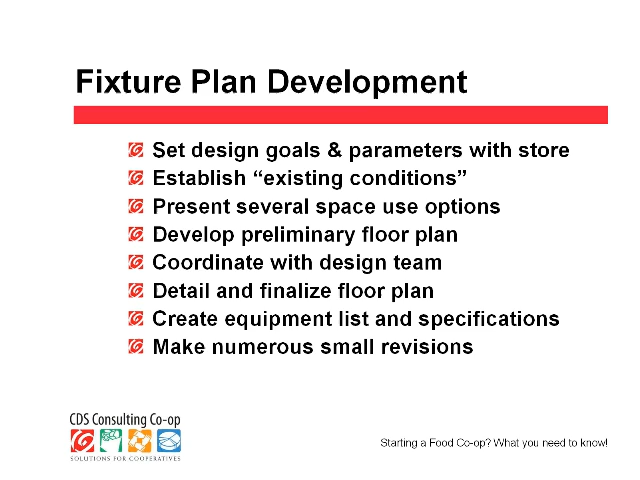 Fixture Plan Development
Set design goals & parameters with store
Establish “existing conditions”
Present several space use options
Develop preliminary floor plan
Coordinate with design team
Detail and finalize floor plan
Create equipment list and specifications
Make numerous small revisions
CDS Consulting Co-op
SOLUTIONS FOR COOPERATIVES
Starting a Food Co-op? What you need to know!